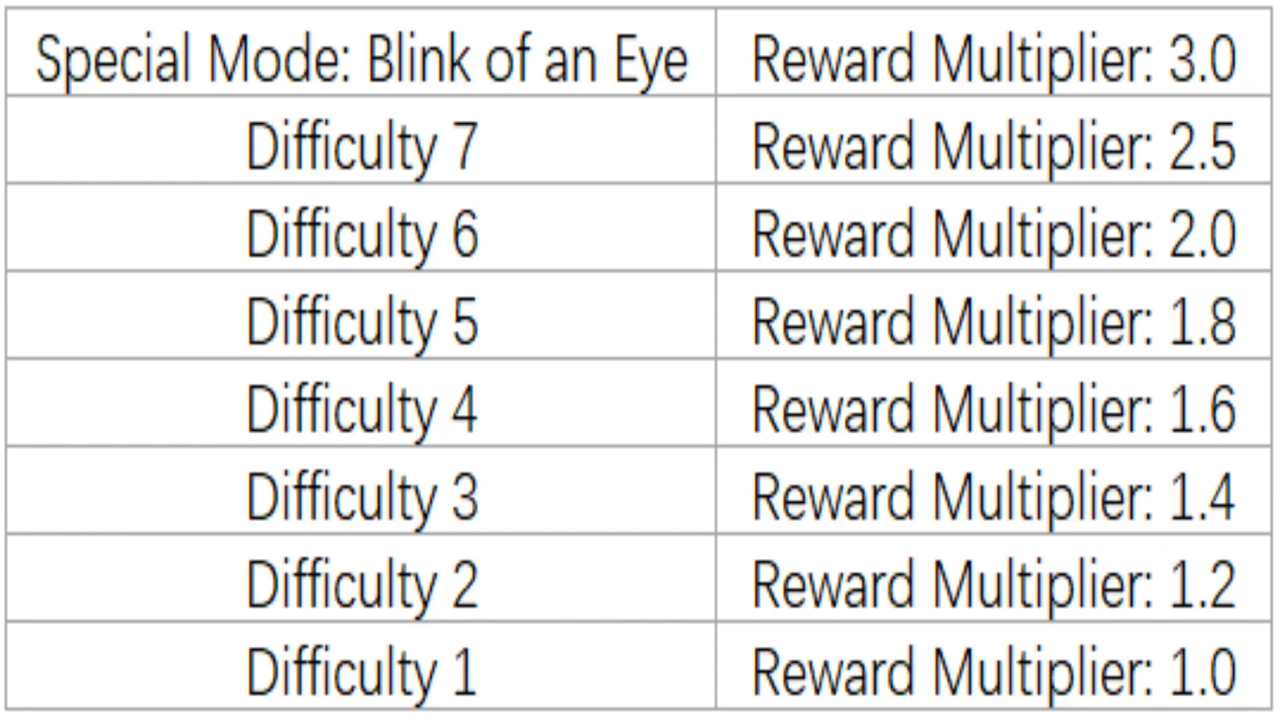 Special Mode: Blink of an Eye Reward Multiplier: 3.0
Difficulty 7 Reward Multiplier: 2.5
Difficulty 6 Reward Multiplier: 2.0
Difficulty 5 Reward Multiplier: 1.8
Difficulty 4 Reward Multiplier: 1.6
Difficulty 3 Reward Multiplier: 1.4
Difficulty 2 Reward Multiplier: 1.2
Difficulty 1 Reward Multiplier: 1.0